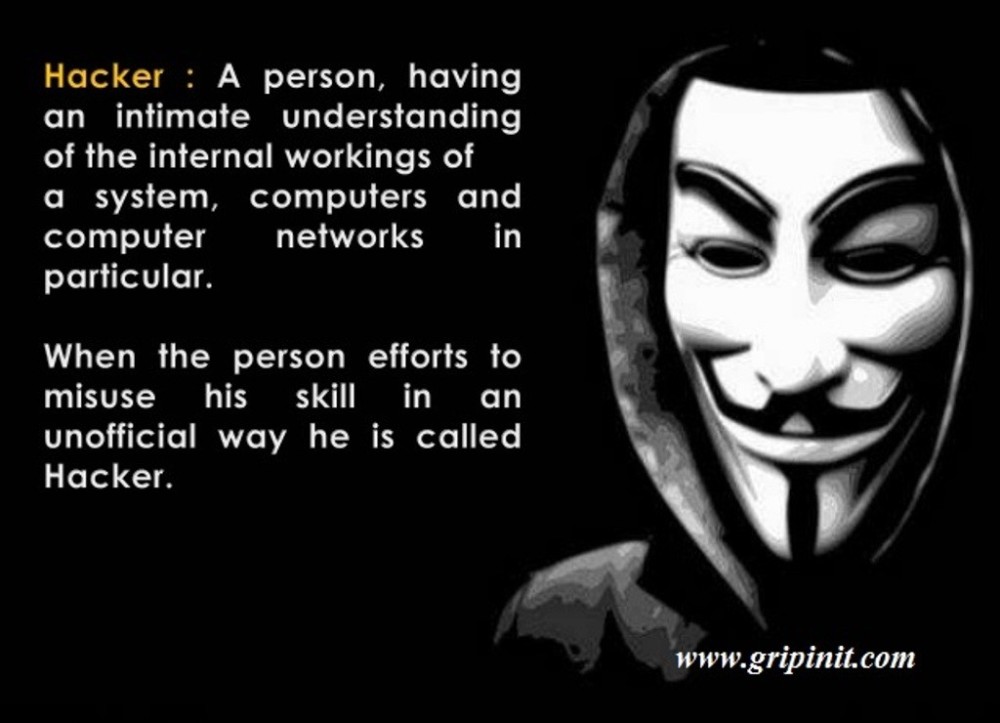 Hacker : A person, having
an intimate understanding
of the internal workings of
a system, computers and
computer networks in
particular.
When the person efforts to
misuse his skill in an
unofficial way he is called
Hacker.
www.gripinit.com